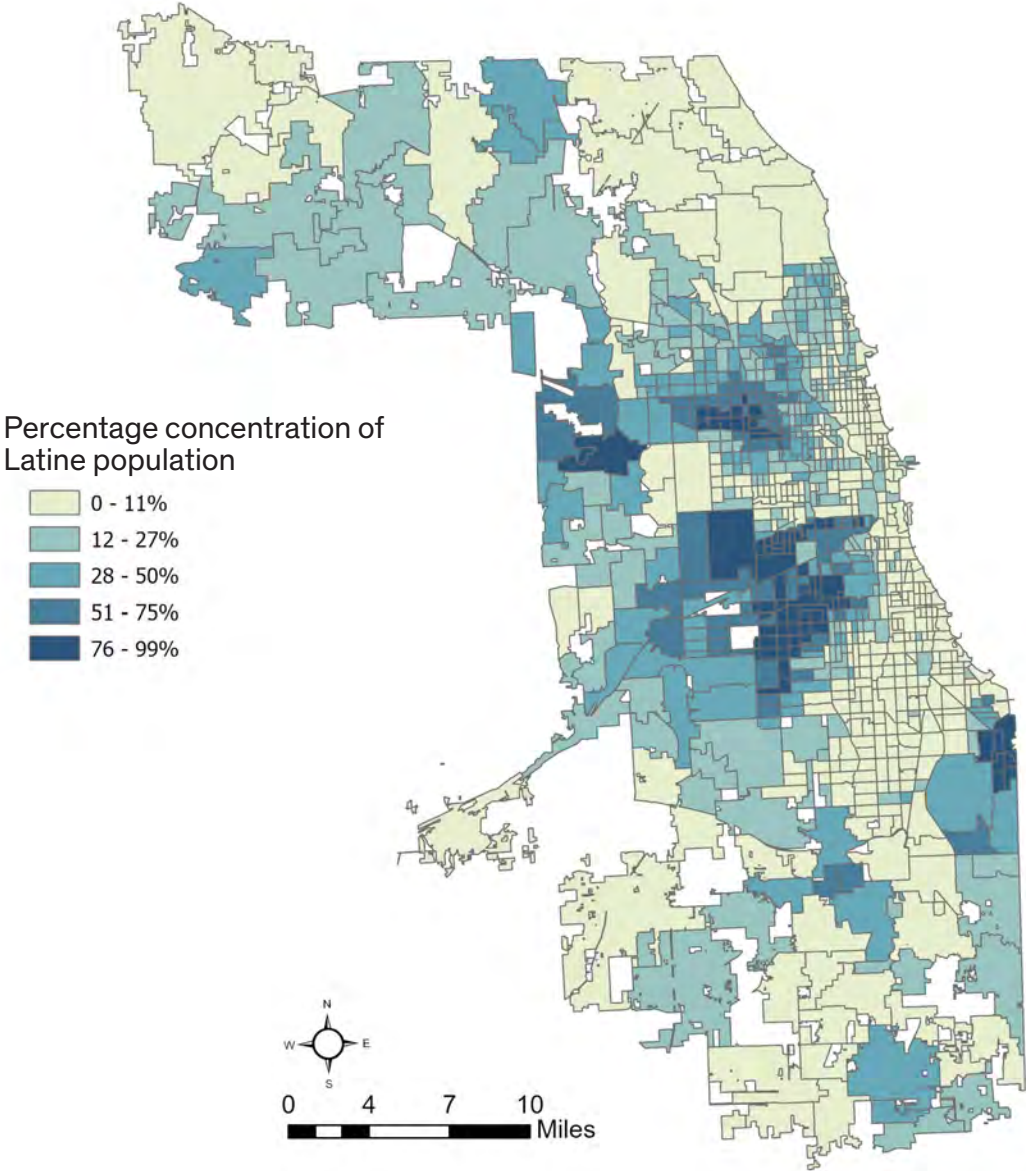 Percentage concentration of
Latine population
0 - 11%
12 - 27%
28 - 50%
51 - 75%
76 - 99%
N
W E
S
0 4 7 10
Miles